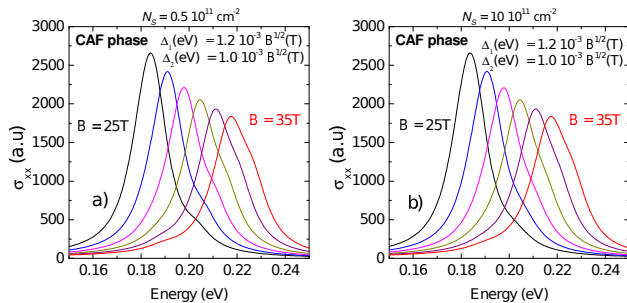 N_S = 0.5 10^11 cm^-2
CAF phase
Δ_1(eV) = 1.2 10^-3 B^1/2(T)
Δ_2(eV) = 1.0 10^-3 B^1/2(T)
B = 25T
B = 35T
a)
3000
2500
2000
1500
1000
500
0
σ_xx (a.u)
0.16 0.18 0.20 0.22 0.24
Energy (eV)
N_S = 10 10^11 cm^-2
CAF phase
Δ_1(eV) = 1.2 10^-3 B^1/2(T)
Δ_2(eV) = 1.0 10^-3 B^1/2(T)
B = 25T
B = 35T
b)
3000
2500
2000
1500
1000
500
0
σ_xx (a.u)
0.16 0.18 0.20 0.22 0.24
Energy (eV)